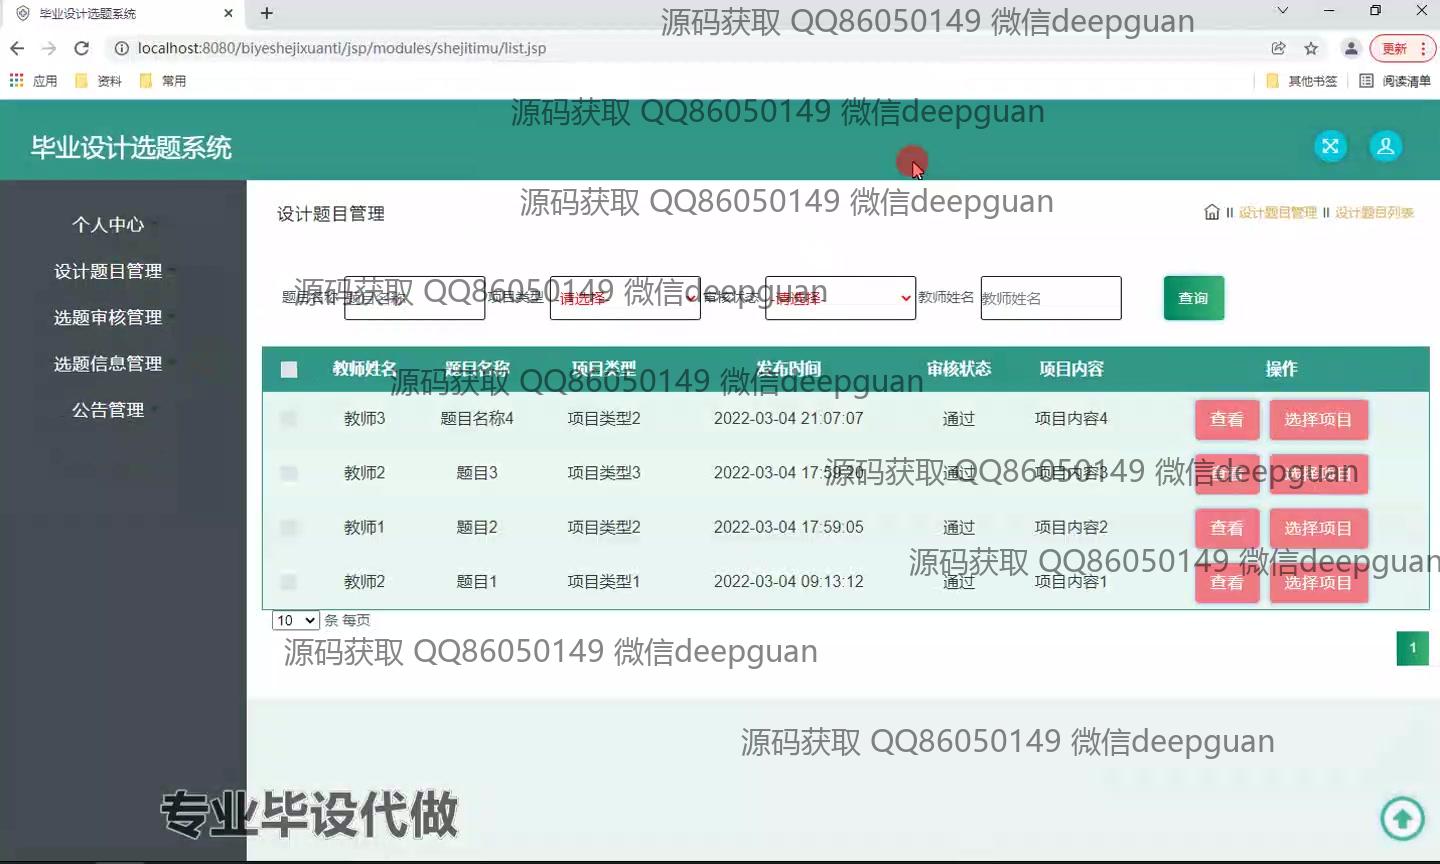 毕业设计选题系统
源码获取 QQ86050149 微信deepguan
localhost:8080/biyeshejixuanti/jsp/modules/shejitimu/list.jsp
更新
应用 资料 常用
其他书签 阅读清单
源码获取 QQ86050149 微信deepguan
毕业设计选题系统
源码获取 QQ86050149 微信deepguan
个人中心
设计题目管理
选题审核管理
选题信息管理
公告管理
设计题目管理
设计题目管理 设计题目列表
源码获取 QQ86050149 微信deepguan
题目名称 题目名称 项目类型 请选择 审核状态 请选择 教师姓名 教师姓名 查询
教师姓名 题目名称 项目类型 发布时间 审核状态 项目内容 操作
源码获取 QQ86050149 微信deepguan
教师3 题目名称4 项目类型2 2022-03-04 21:07:07 通过 项目内容4 查看 选择项目
教师2 题目3 项目类型3 2022-03-04 17:59:20 通过 项目内容3 查看 选择项目
源码获取 QQ86050149 微信deepguan
教师1 题目2 项目类型2 2022-03-04 17:59:05 通过 项目内容2 查看 选择项目
源码获取 QQ86050149 微信deepguan
教师2 题目1 项目类型1 2022-03-04 09:13:12 通过 项目内容1 查看 选择项目
10 条 每页
源码获取 QQ86050149 微信deepguan
1
源码获取 QQ86050149 微信deepguan
专业毕设代做